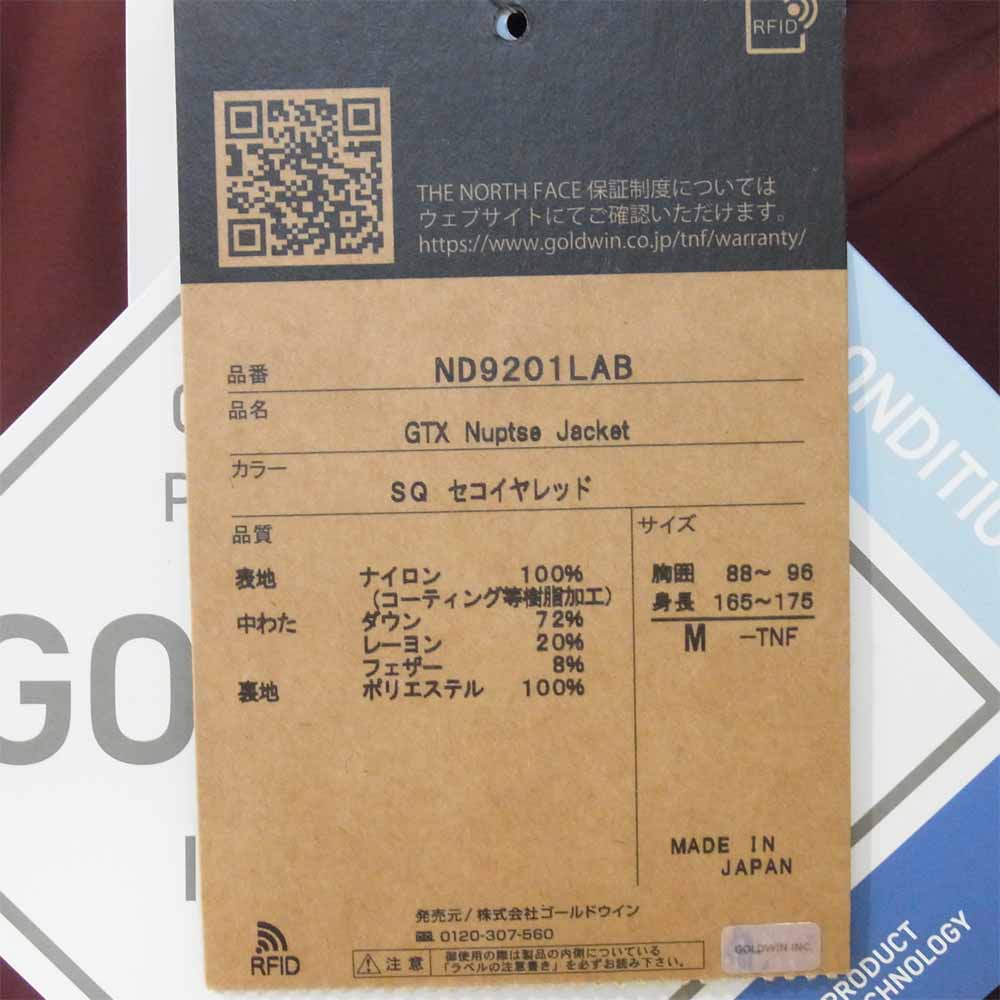 RFID
THE NORTH FACE 保証制度については
ウェブサイトにてご確認いただけます。
https://www.goldwin.co.jp/tnf/warranty/
品番 ND9201LAB
品名
GTX Nuptse Jacket
カラー
SQ セコイヤレッド
品質
表地 ナイロン 100%
(コーティング等樹脂加工)
中わた ダウン 72%
レーヨン 20%
フェザー 8%
裏地 ポリエステル 100%
サイズ
胸囲 88~ 96
身長 165~175
M -TNF
MADE IN
JAPAN
発売元/株式会社ゴールドウイン
0120-307-560
RFID
注意
御使用の際は製品の内側についている
「ラベルの注意書き」を必ずお読み下さい。
GOLDWIN INC.
GO
PRODUCT